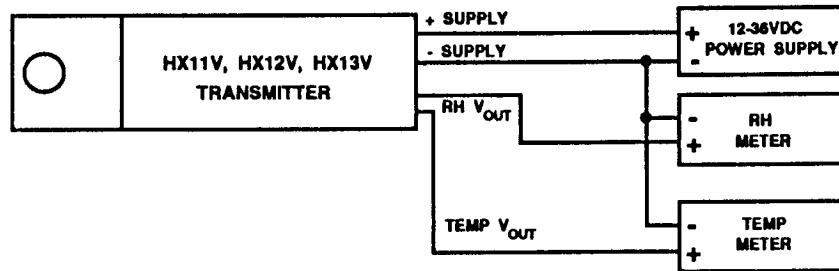 + SUPPLY
- SUPPLY
HX11V, HX12V, HX13V
TRANSMITTER
RH VOUT
TEMP VOUT
12-36VDC
+ POWER SUPPLY
-
- RH
+ METER
- TEMP
+ METER